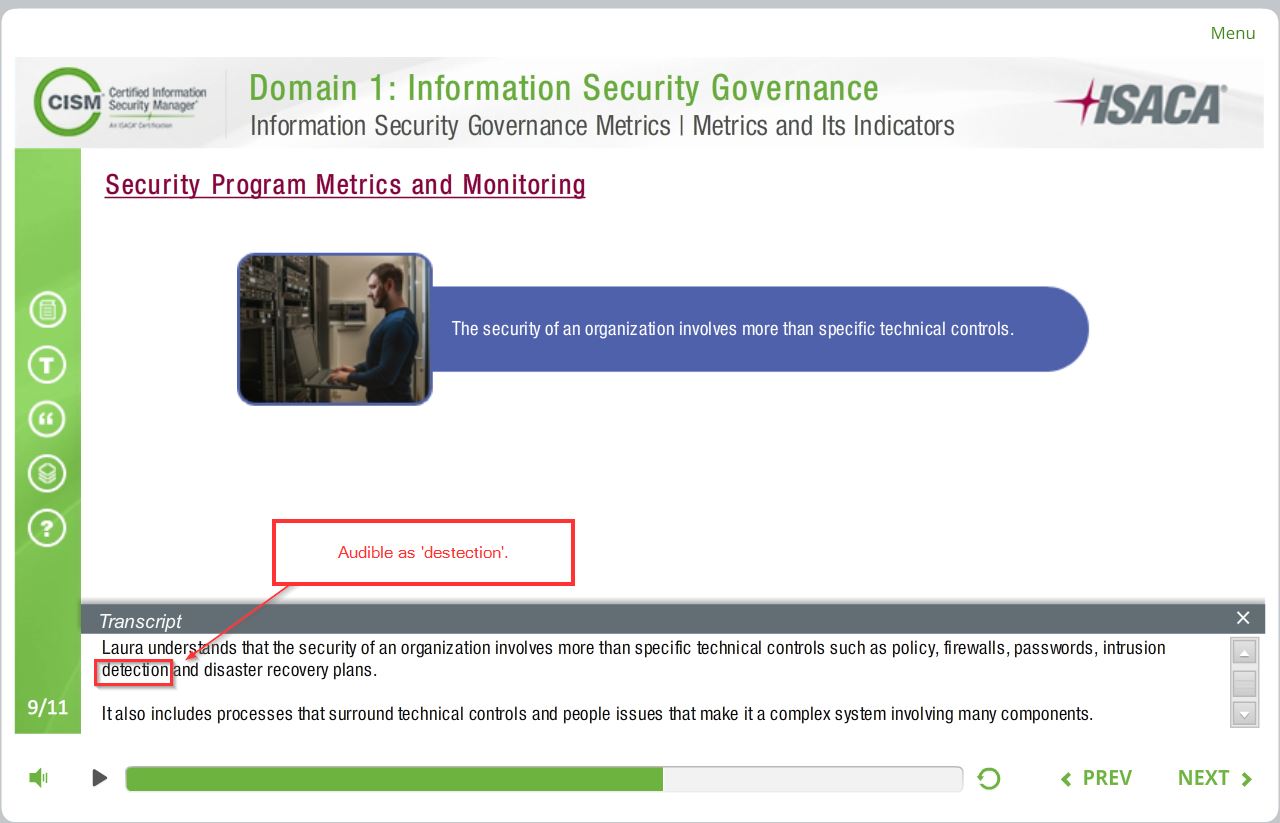 Menu
CISM
Certified Information
Security Manager®
An ISACA® Certification
Domain 1: Information Security Governance
Information Security Governance Metrics | Metrics and Its Indicators
ISACA®
Security Program Metrics and Monitoring
The security of an organization involves more than specific technical controls.
T
“
?
Audible as 'destection'.
Transcript
Laura understands that the security of an organization involves more than specific technical controls such as policy, firewalls, passwords, intrusion
detection and disaster recovery plans.
It also includes processes that surround technical controls and people issues that make it a complex system involving many components.
9/11
PREV
NEXT